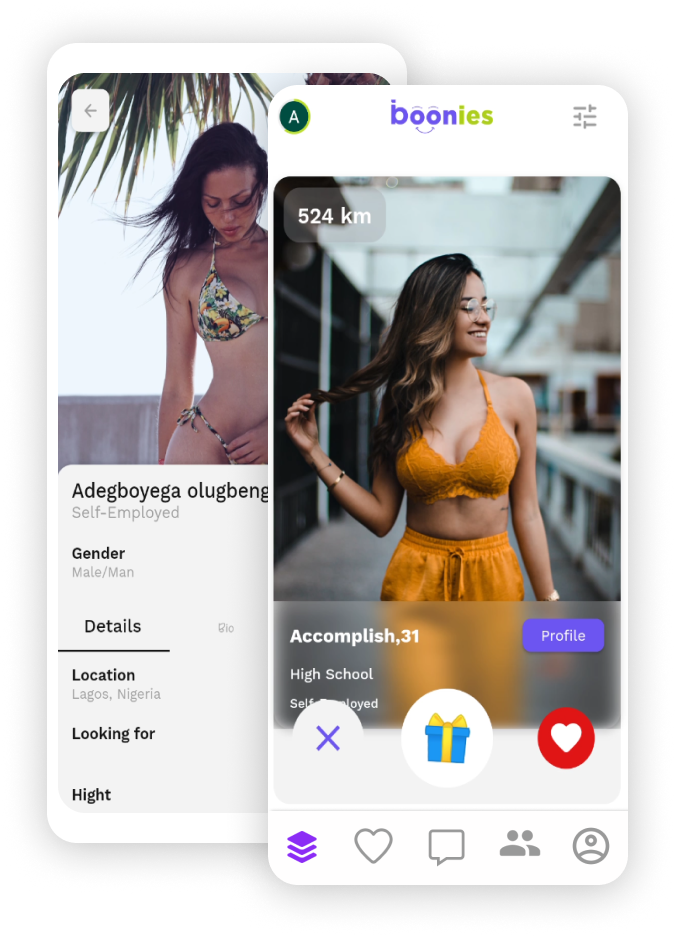 A
boonies
524 km
Accomplish,31
Profile
High School
Self-Employed
Adegboyega olugbeng
Self-Employed
Gender
Male/Man
Details
Bio
Location
Lagos, Nigeria
Looking for
Hight